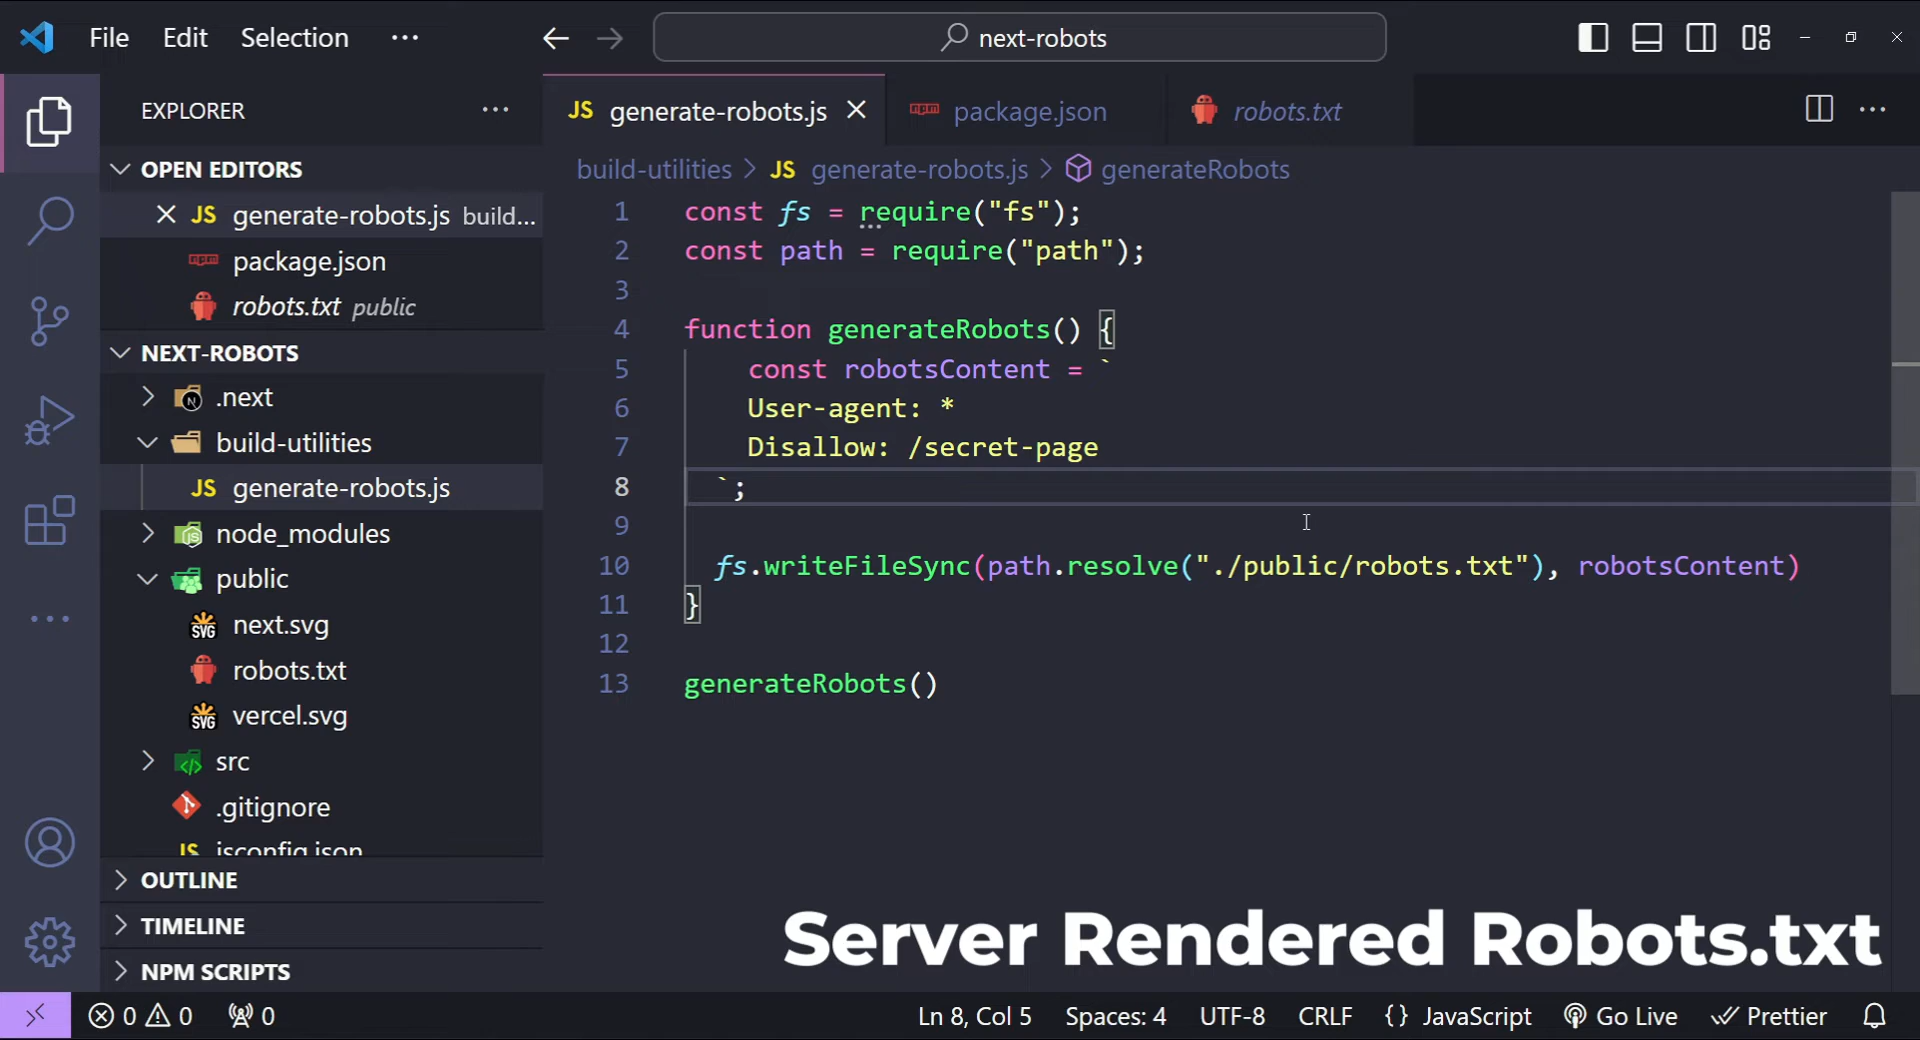 File Edit Selection ···
next-robots
EXPLORER ···
OPEN EDITORS
JS generate-robots.js build...
package.json
robots.txt public
NEXT-ROBOTS
.next
build-utilities
JS generate-robots.js
node_modules
public
SVG next.svg
robots.txt
SVG vercel.svg
src
.gitignore
JS jsconfig.json
OUTLINE
TIMELINE
NPM SCRIPTS
JS generate-robots.js
package.json
robots.txt
build-utilities > JS generate-robots.js > generateRobots
1 const fs = require("fs");
2 const path = require("path");
3
4 function generateRobots() {
5 const robotsContent = `
6 User-agent: *
7 Disallow: /secret-page
8 `;
9
10 fs.writeFileSync(path.resolve("./public/robots.txt"), robotsContent)
11 }
12
13 generateRobots()
Server Rendered Robots.txt
0 0 0 Ln 8, Col 5 Spaces: 4 UTF-8 CRLF {} JavaScript Go Live Prettier